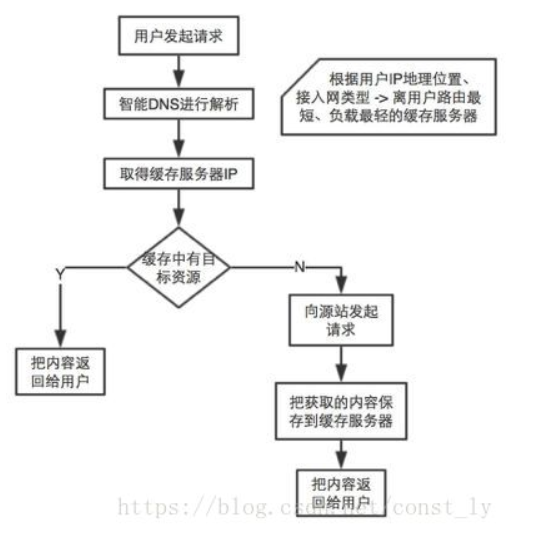 用户发起请求
根据用户IP地理位置、
接入网类型 -> 离用户路由最
短、负载最轻的缓存服务器
智能DNS进行解析
取得缓存服务器IP
缓存中有目
标资源
Y
N
向源站发起
请求
把内容返
回给用户
把获取的内容保
存到缓存服务器
把内容返
回给用户
https://blog.csdn.net/const_ly